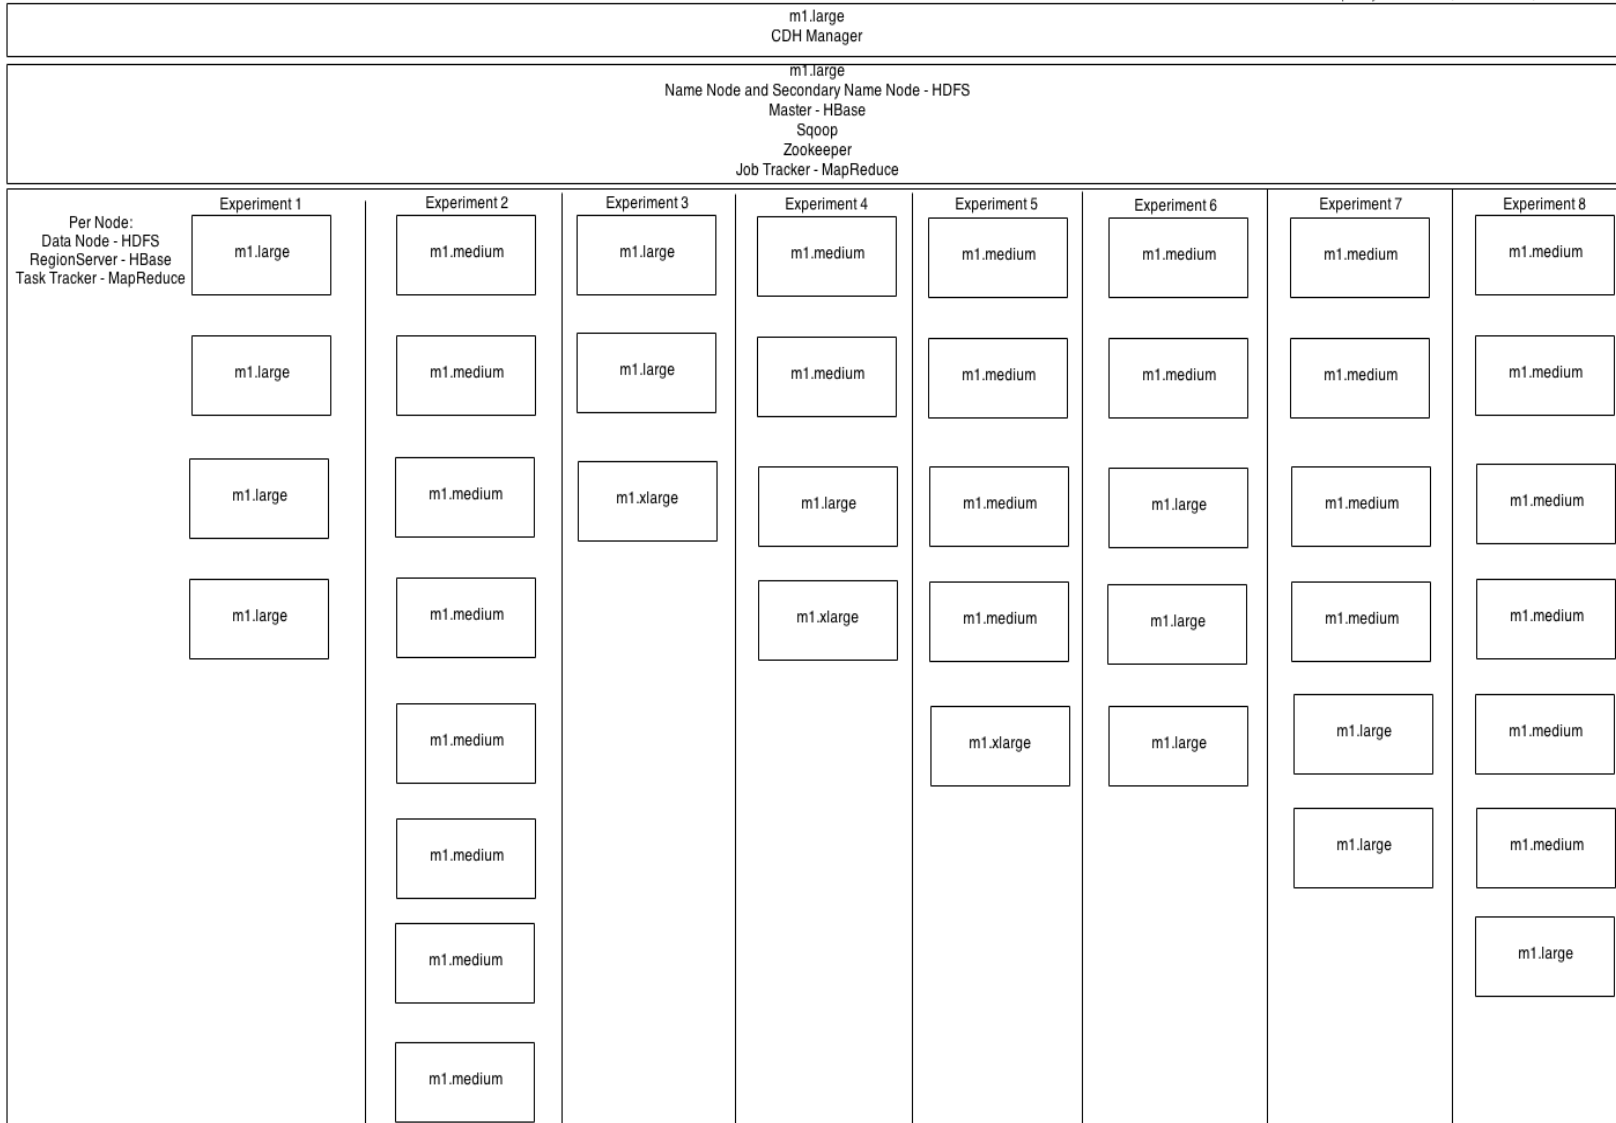 m1.large
CDH Manager
m1.large
Name Node and Secondary Name Node - HDFS
Master - HBase
Sqoop
Zookeeper
Job Tracker - MapReduce
Per Node:
Data Node - HDFS
RegionServer - HBase
Task Tracker - MapReduce
Experiment 1
m1.large
m1.large
m1.large
m1.large
Experiment 2
m1.medium
m1.medium
m1.medium
m1.medium
m1.medium
m1.medium
m1.medium
m1.medium
Experiment 3
m1.large
m1.large
m1.xlarge
Experiment 4
m1.medium
m1.medium
m1.large
m1.xlarge
Experiment 5
m1.medium
m1.medium
m1.medium
m1.medium
m1.xlarge
Experiment 6
m1.medium
m1.medium
m1.large
m1.large
m1.large
Experiment 7
m1.medium
m1.medium
m1.medium
m1.medium
m1.large
m1.large
Experiment 8
m1.medium
m1.medium
m1.medium
m1.medium
m1.medium
m1.medium
m1.large